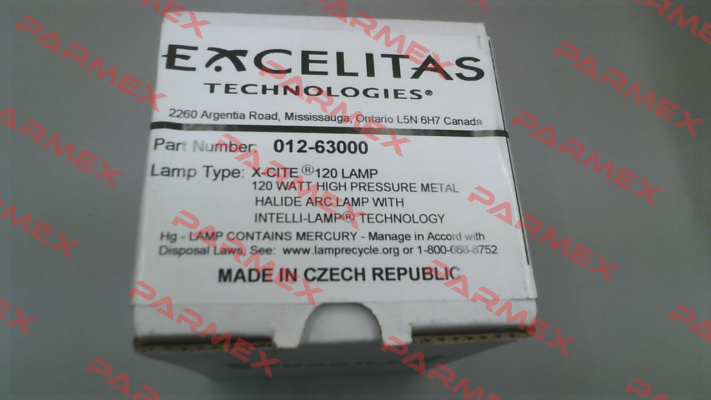 EXCELITAS
TECHNOLOGIES®
2260 Argentia Road, Mississauga, Ontario L5N 6H7 Canada
Part Number: 012-63000
Lamp Type: X-CITE ® 120 LAMP
120 WATT HIGH PRESSURE METAL
HALIDE ARC LAMP WITH
INTELLI-LAMP® TECHNOLOGY
Hg - LAMP CONTAINS MERCURY - Manage in Accord with
Disposal Laws, See: www.lamprecycle.org or 1-800-668-8752
MADE IN CZECH REPUBLIC
PARMEX